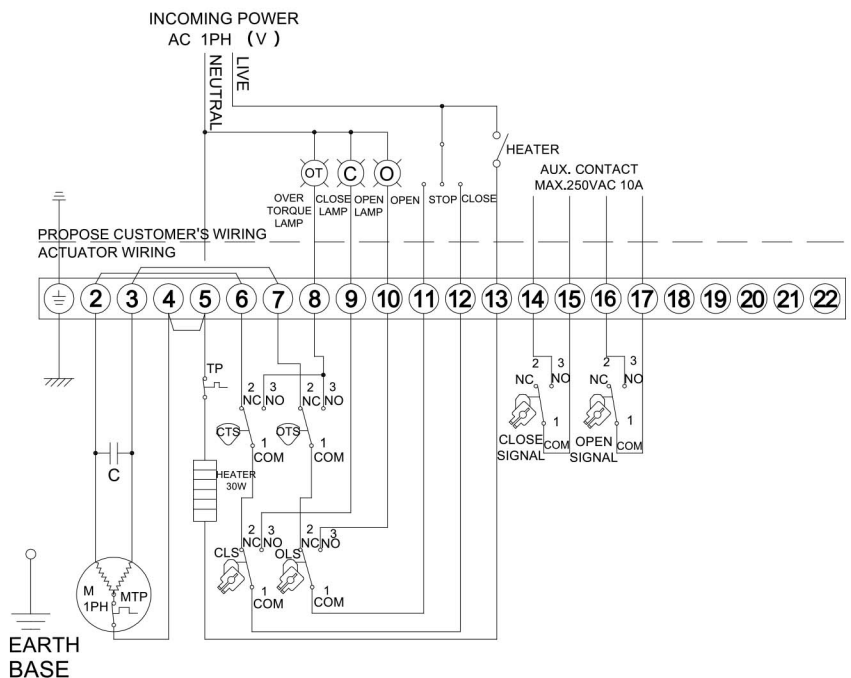 INCOMING POWER
AC 1PH (V)
NEUTRAL
LIVE
HEATER
AUX. CONTACT
MAX.250VAC 10A
OT
C
O
OVER TORQUE LAMP
CLOSE LAMP
OPEN LAMP
OPEN
STOP
CLOSE
PROPOSE CUSTOMER'S WIRING
ACTUATOR WIRING
2 3 4 5 6 7 8 9 10 11 12 13 14 15 16 17 18 19 20 21 22
TP
2 3
NC NO
2 3
NC NO
CTS
OTS
1
COM
1
COM
2 3
NC NO
2 3
NC NO
1
COM
1
COM
CLOSE SIGNAL
OPEN SIGNAL
C
HEATER
30W
2 3
NC NO
2 3
NC NO
CLS
OLS
1
COM
1
COM
M
1PH
MTP
EARTH
BASE